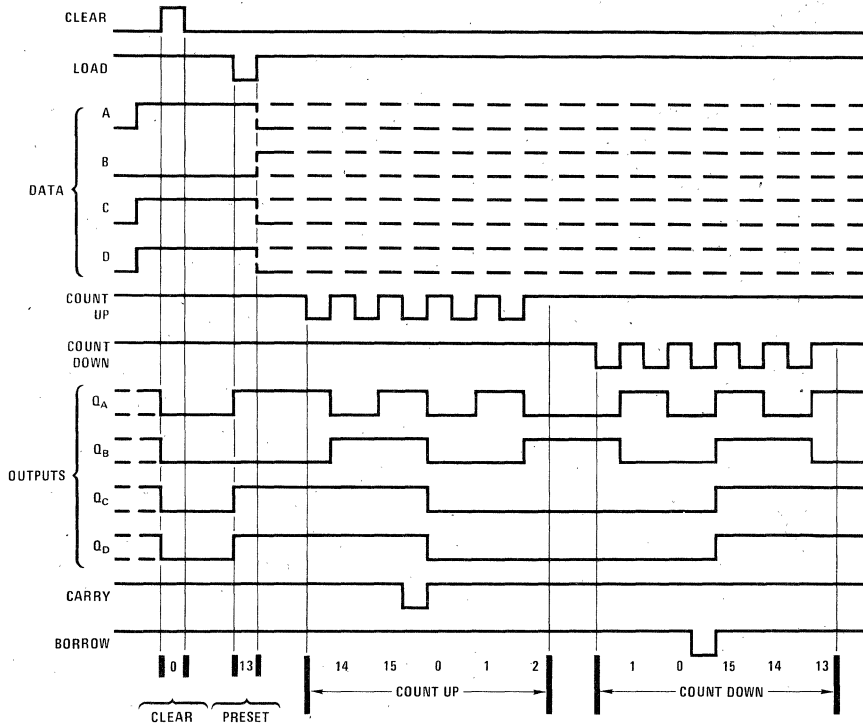 CLEAR
LOAD
DATA
A
B
C
D
COUNT
UP
COUNT
DOWN
OUTPUTS
QA
QB
QC
QD
CARRY
BORROW
0 13 14 15 0 1 2 1 0 15 14 13
COUNT UP COUNT DOWN
CLEAR PRESET